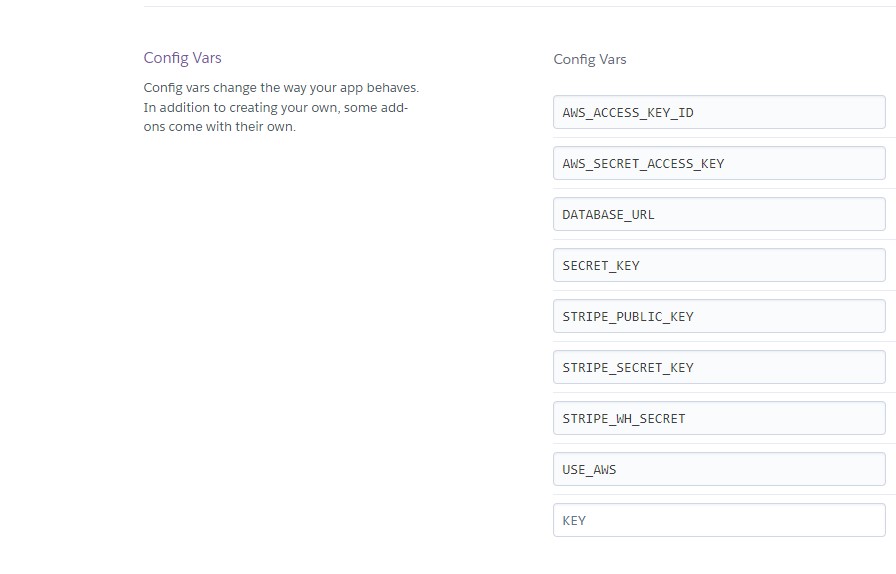 Config Vars
Config vars change the way your app behaves.
In addition to creating your own, some add-
ons come with their own.
Config Vars
AWS_ACCESS_KEY_ID
AWS_SECRET_ACCESS_KEY
DATABASE_URL
SECRET_KEY
STRIPE_PUBLIC_KEY
STRIPE_SECRET_KEY
STRIPE_WH_SECRET
USE_AWS
KEY